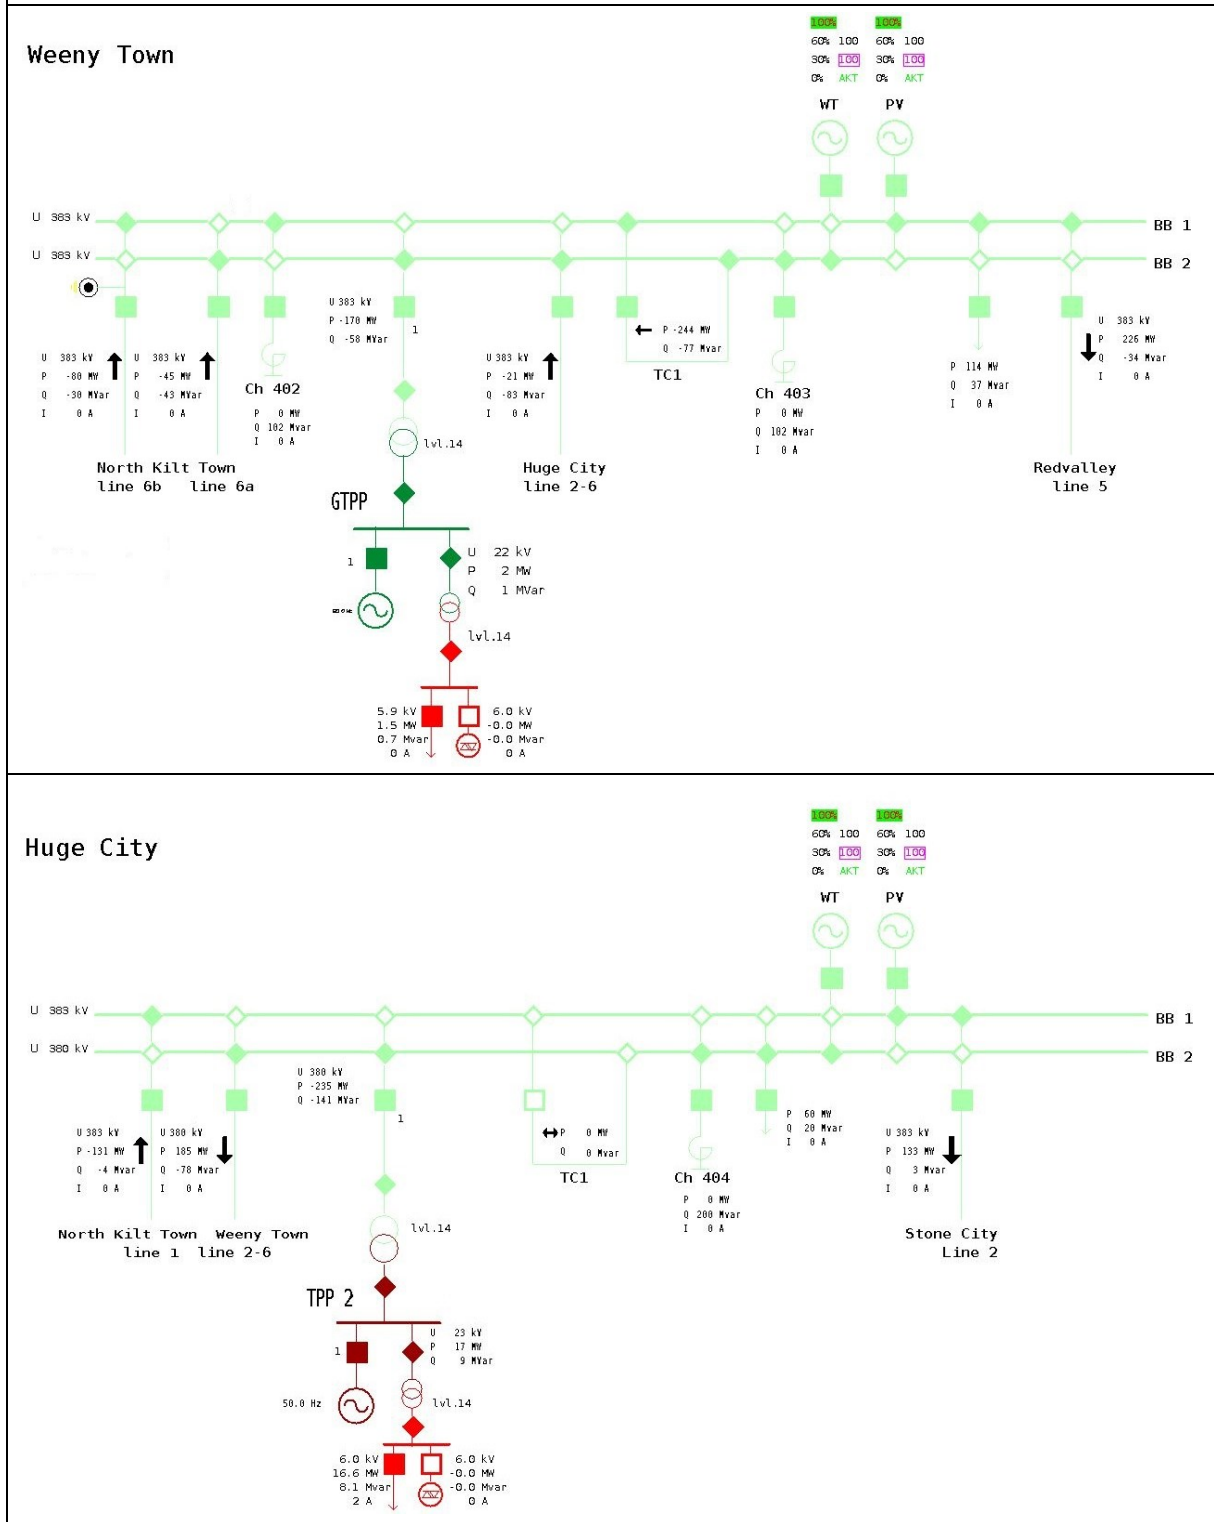 Weeny Town
100% 100%
60% 100 60% 100
30% 100 30% 100
0% AKT 0% AKT
WT PV
U 383 kV
BB 1
U 383 kV
BB 2
U 383 kV
P -80 MW
Q -30 MVar
I 0 A
U 383 kV
P -45 MW
Q -43 MVar
I 0 A
Ch 402
P 0 MW
Q 102 Mvar
I 0 A
U 383 kV
P -170 MW
Q -58 MVar
1
lvl.14
U 383 kV
P -21 MW
Q -83 MVar
I 0 A
P -244 MW
Q -77 Mvar
TC1
Ch 403
P 0 MW
Q 102 Mvar
I 0 A
P 114 MW
Q 37 Mvar
I 0 A
U 383 kV
P 226 MW
Q -34 MVar
I 0 A
North Kilt Town
line 6b line 6a
Huge City
line 2-6
Redvalley
line 5
GTPP
1
U 22 kV
P 2 MW
Q 1 MVar
lvl.14
5.9 kV
1.5 MW
0.7 Mvar
0 A
6.0 kV
-0.0 MW
-0.0 Mvar
0 A
Huge City
100% 100%
60% 100 60% 100
30% 100 30% 100
0% AKT 0% AKT
WT PV
U 383 kV
BB 1
U 380 kV
BB 2
U 383 kV
P -131 MW
Q -4 Mvar
I 0 A
U 380 kV
P 185 MW
Q -78 MVar
I 0 A
U 380 kV
P -235 MW
Q -141 MVar
1
lvl.14
P 0 MW
Q 0 Mvar
TC1
Ch 404
P 0 MW
Q 200 Mvar
I 0 A
P 60 MW
Q 20 Mvar
I 0 A
U 383 kV
P 133 MW
Q 3 Mvar
I 0 A
North Kilt Town
line 1
Weeny Town
line 2-6
Stone City
Line 2
TPP 2
1
50.0 Hz
U 23 kV
P 17 MW
Q 9 MVar
lvl.14
6.0 kV
16.6 MW
8.1 Mvar
2 A
6.0 kV
-0.0 MW
-0.0 Mvar
0 A